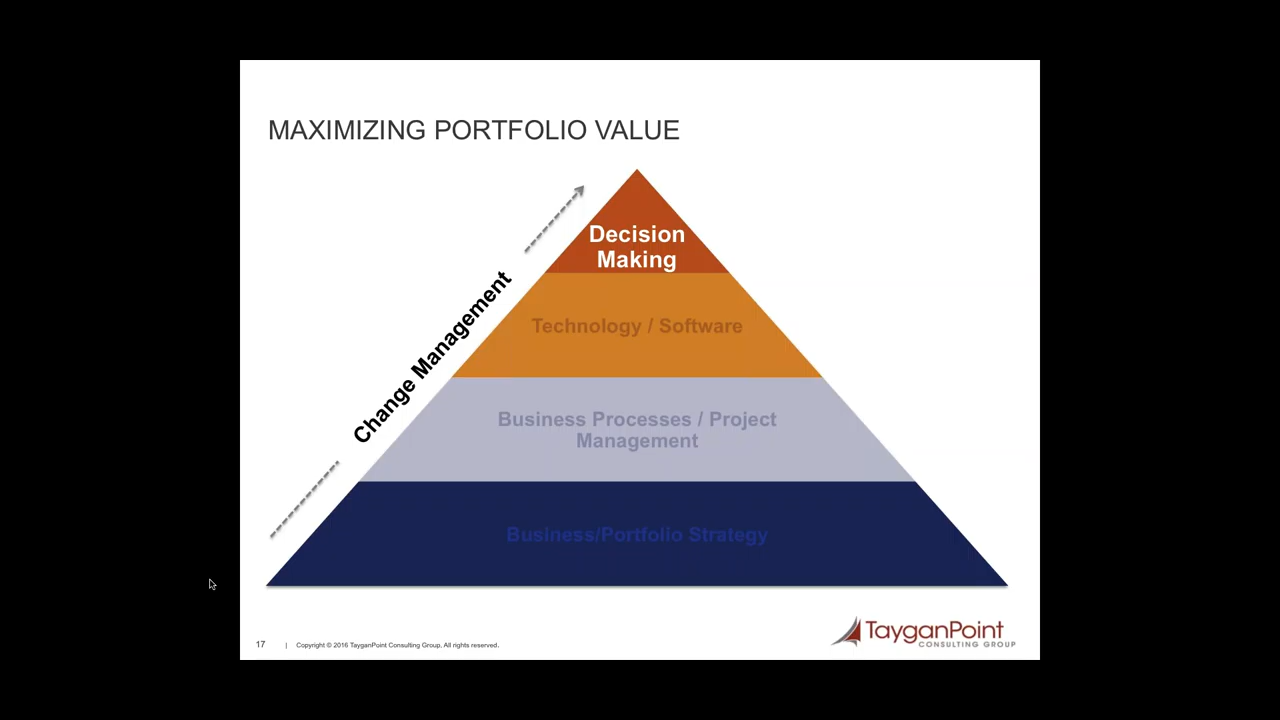 MAXIMIZING PORTFOLIO VALUE
Decision
Making
Technology / Software
Change Management
Business Processes / Project
Management
Business/Portfolio Strategy
17 | Copyright © 2016 TayganPoint Consulting Group. All rights reserved.
TayganPoint
CONSULTING GROUP